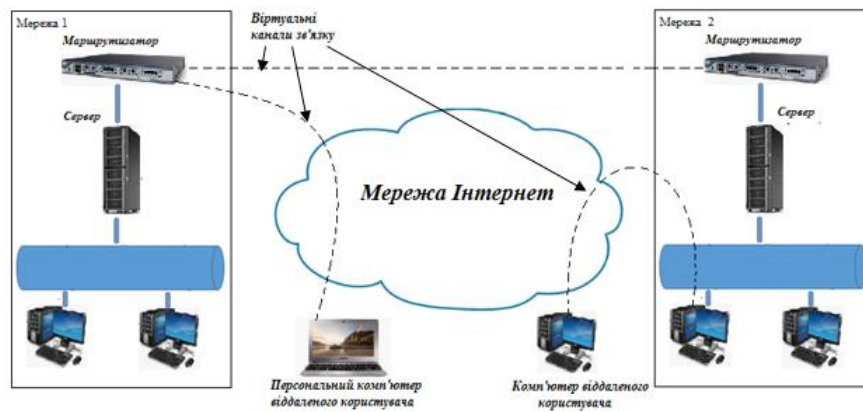 Мережа 1
Маршрутизатор
Сервер
Віртуальні
канали зв'язку
Мережа 2
Маршрутизатор
Сервер
Мережа Інтернет
Персональний комп'ютер
віддаленого користувача
Комп'ютер віддаленого
користувача